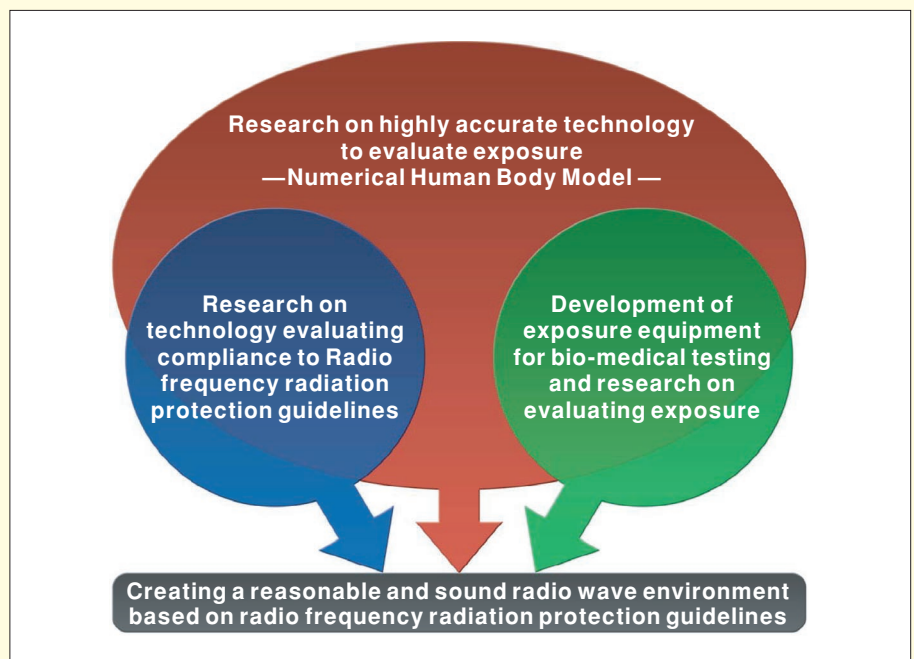 Research on highly accurate technology
to evaluate exposure
—Numerical Human Body Model —
Research on
technology evaluating
compliance to Radio
frequency radiation
protection guidelines
Development of
exposure equipment
for bio-medical testing
and research on
evaluating exposure
Creating a reasonable and sound radio wave environment
based on radio frequency radiation protection guidelines